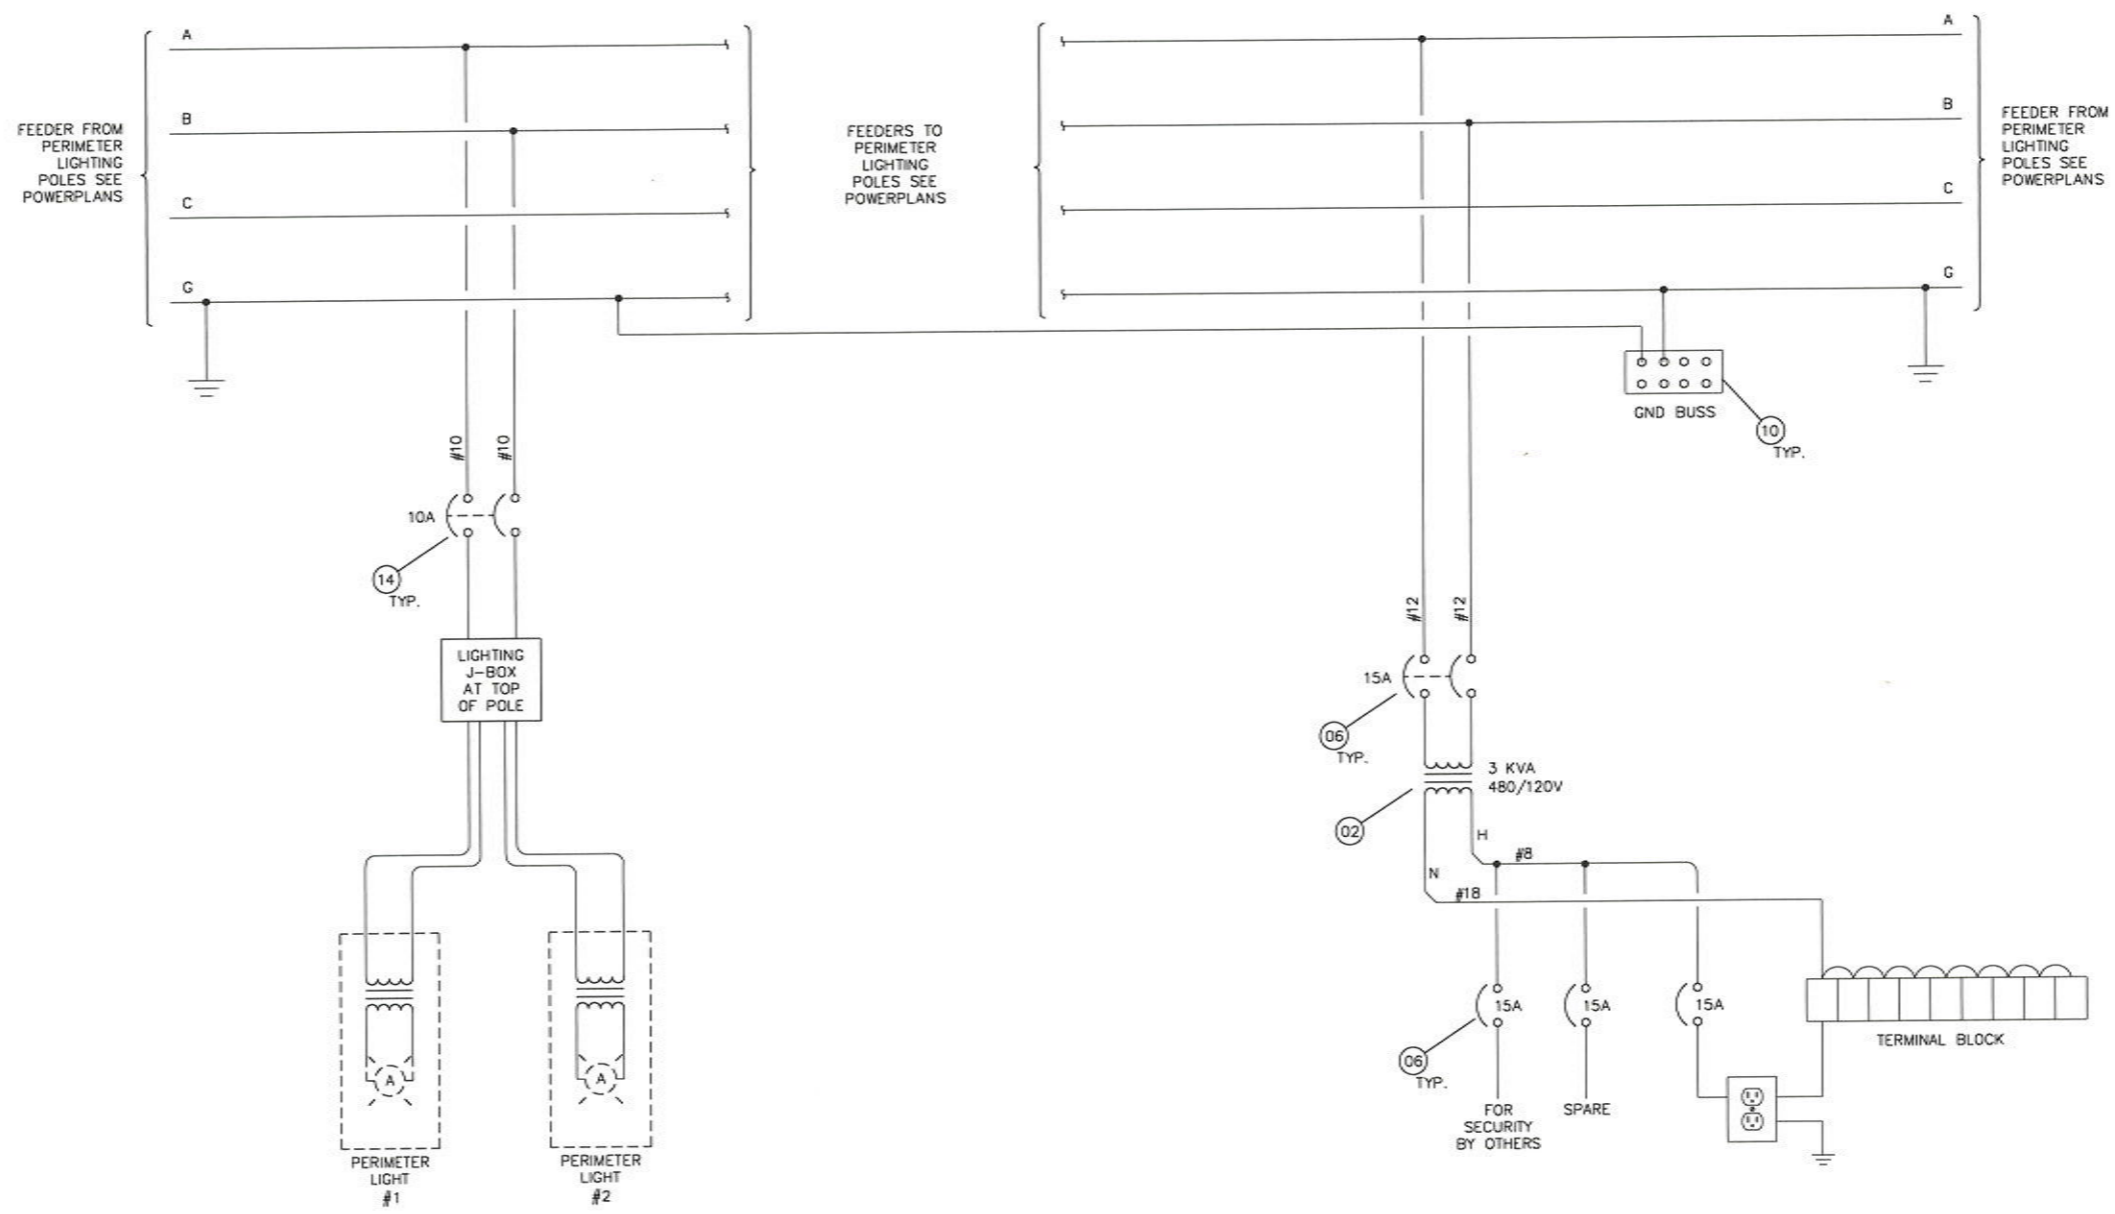 A
B
C
G
FEEDER FROM
PERIMETER
LIGHTING
POLES SEE
POWERPLANS
FEEDERS TO
PERIMETER
LIGHTING
POLES SEE
POWERPLANS
A
B
C
G
FEEDER FROM
PERIMETER
LIGHTING
POLES SEE
POWERPLANS
GND BUSS
10
TYP.
#10
#10
10A
14
TYP.
LIGHTING
J-BOX
AT TOP
OF POLE
A
PERIMETER
LIGHT
#1
A
PERIMETER
LIGHT
#2
#12
#12
15A
06
TYP.
3 KVA
480/120V
02
H
#8
N
#18
15A
15A
15A
06
TYP.
FOR
SECURITY
BY OTHERS
SPARE
TERMINAL BLOCK